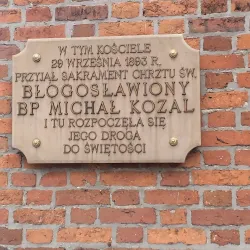 W TYM KOŚCIELE
29 WRZEŚNIA 1893 R.
PRZYJĄŁ SAKRAMENT CHRZTU ŚW.
BŁOGOSŁAWIONY
BP MICHAŁ KOZAL
I TU ROZPOCZĘŁA SIĘ
JEGO DROGA
DO ŚWIĘTOŚCI